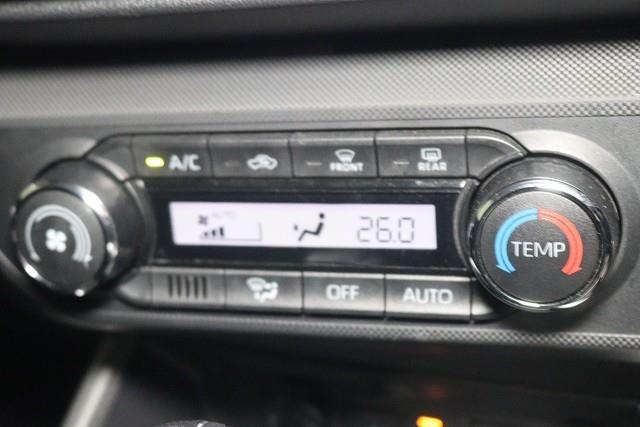 A/C
FRONT
REAR
AUTO
26.0
TEMP
OFF
AUTO